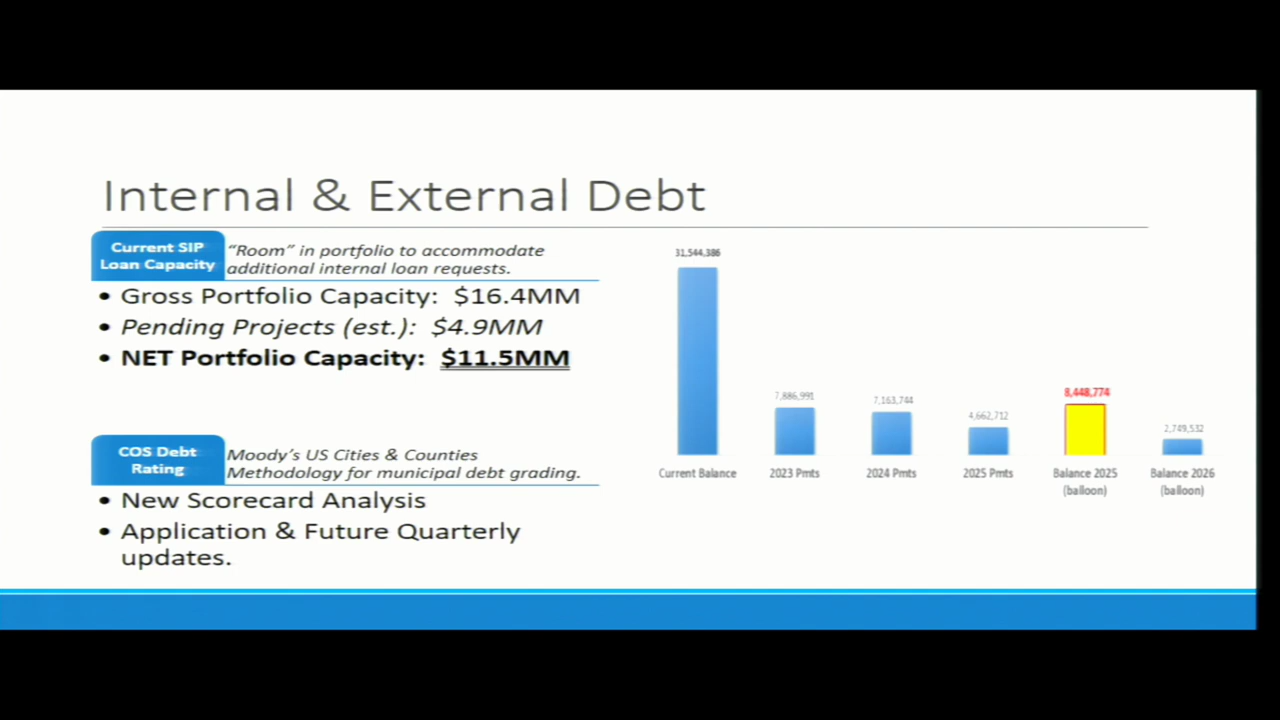 Internal & External Debt
Current SIP
Loan Capacity
“Room” in portfolio to accommodate
additional internal loan requests.
• Gross Portfolio Capacity: $16.4MM
• Pending Projects (est.): $4.9MM
• NET Portfolio Capacity: $11.5MM
COS Debt
Rating
Moody’s US Cities & Counties
Methodology for municipal debt grading.
• New Scorecard Analysis
• Application & Future Quarterly
updates.
31,544,386
7,886,991
7,163,744
4,662,712
8,448,774
2,749,532
Current Balance
2023 Pmts
2024 Pmts
2025 Pmts
Balance 2025
(balloon)
Balance 2026
(balloon)